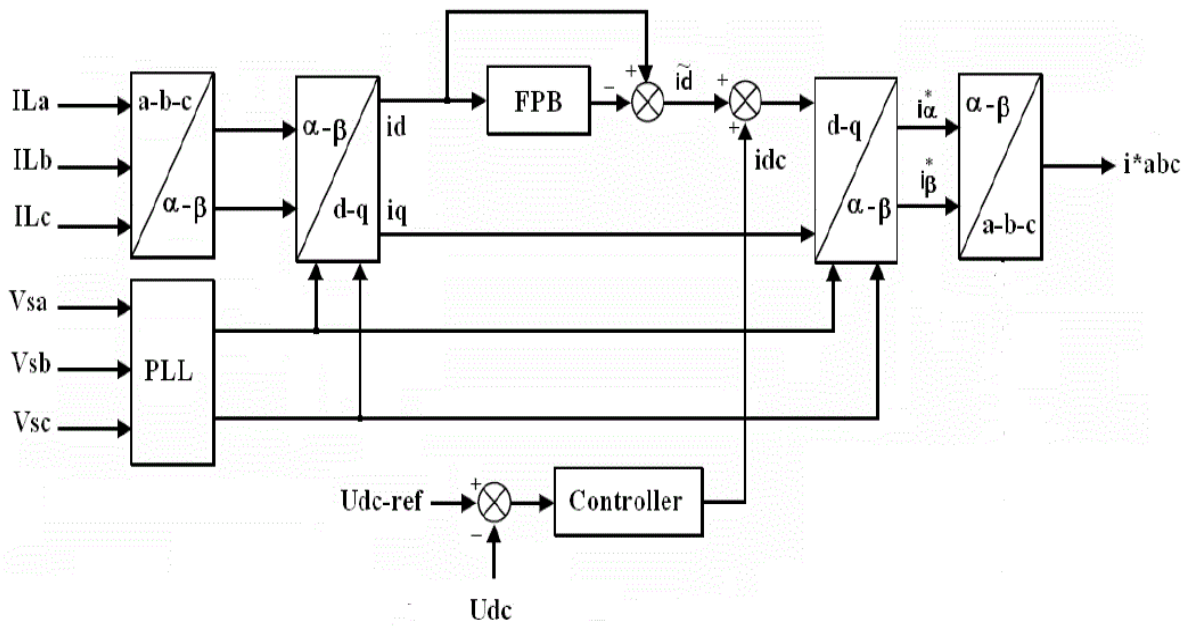 ILa
ILb
ILc
a-b-c
α-β
α-β
d-q
id
iq
FPB
+
−
ĩd
+
+
idc
d-q
α-β
i*α
i*β
α-β
a-b-c
i*abc
Vsa
Vsb
Vsc
PLL
Udc-ref
+
−
Controller
Udc